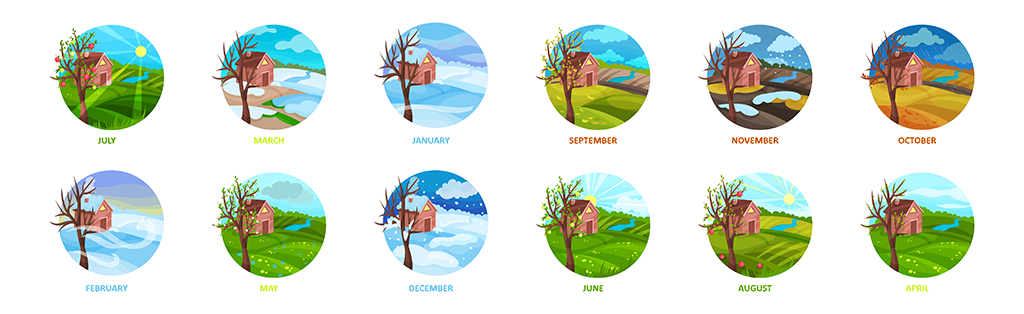 JULY
MARCH
JANUARY
SEPTEMBER
NOVEMBER
OCTOBER
FEBRUARY
MAY
DECEMBER
JUNE
AUGUST
APRIL